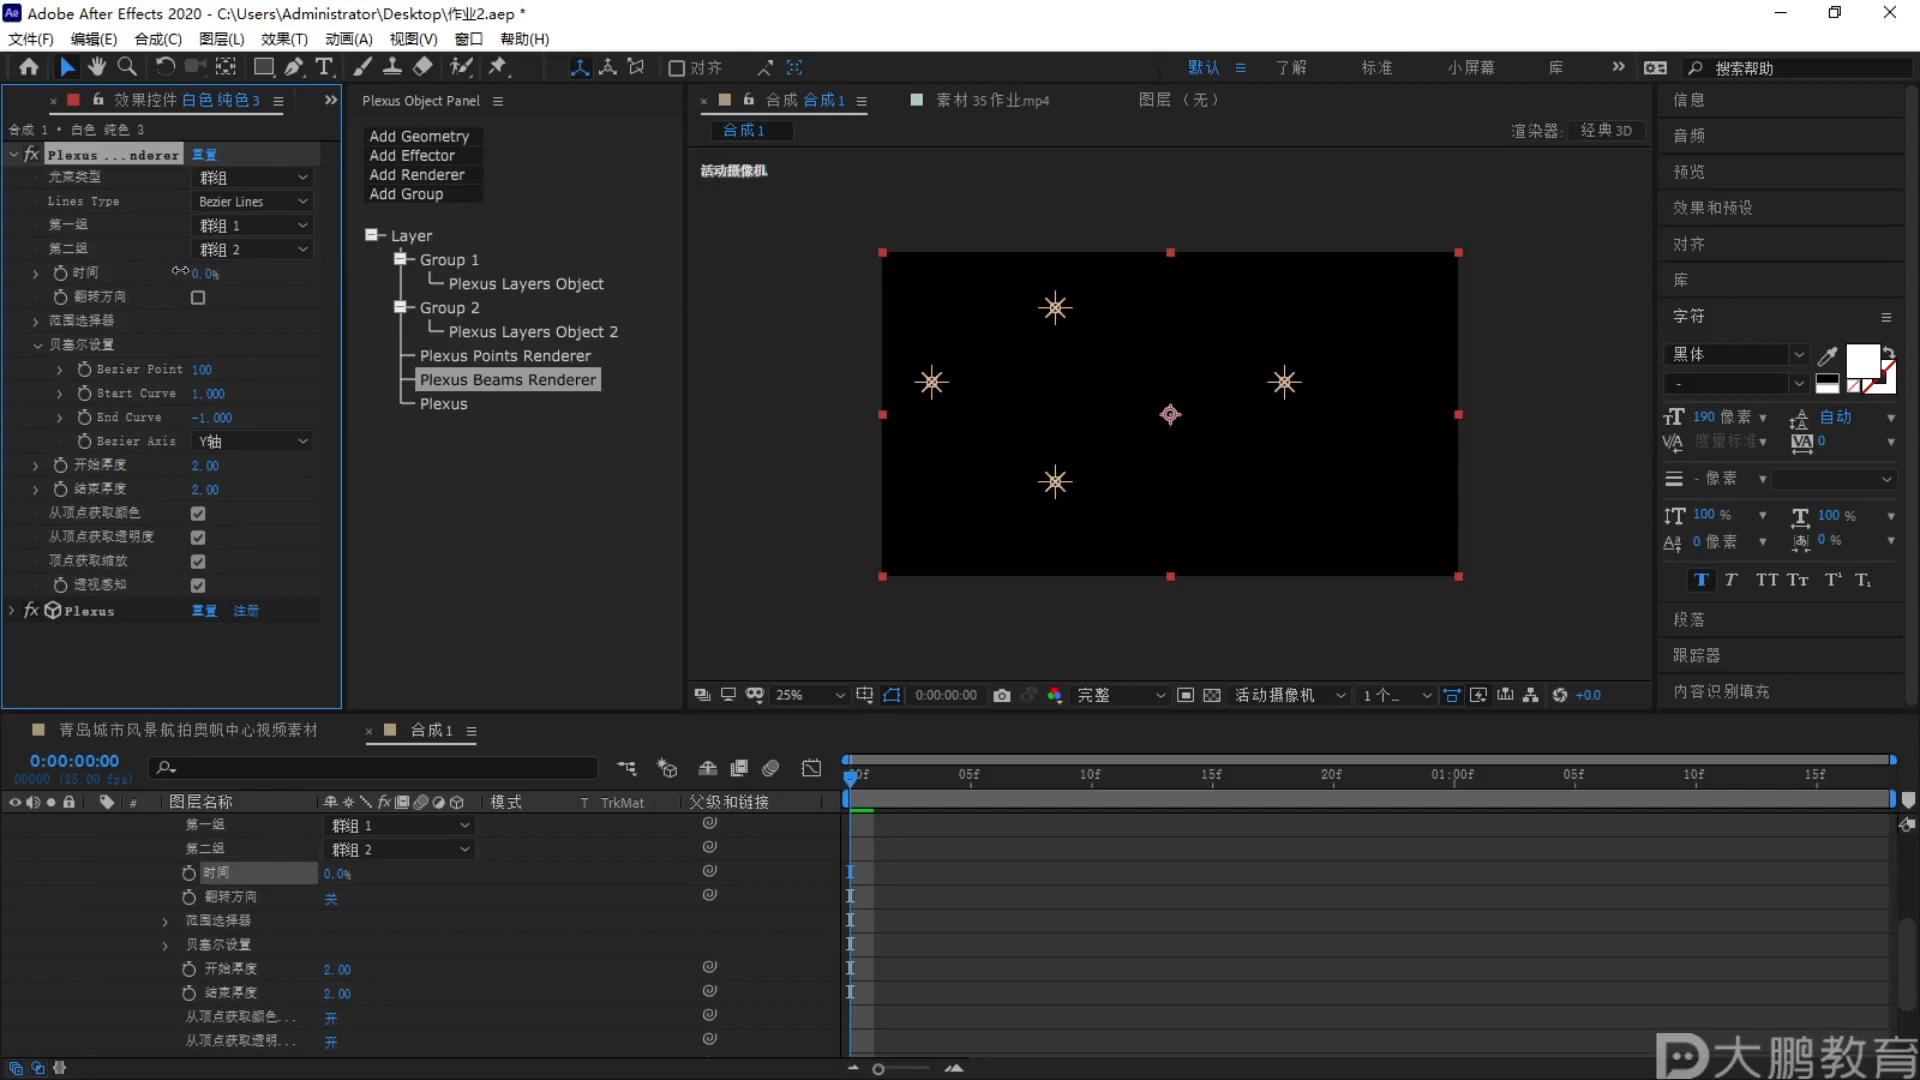 Adobe After Effects 2020 - C:\Users\Administrator\Desktop\作业2.aep *
文件(F) 编辑(E) 合成(C) 图层(L) 效果(T) 动画(A) 视图(V) 窗口 帮助(H)
对齐 默认 了解 标准 小屏幕 库 搜索帮助
效果控件 白色 纯色 3
合成 1 • 白色 纯色 3
fx Plexus ...nderer 重置
光束类型 群组
Lines Type Bezier Lines
第一组 群组 1
第二组 群组 2
时间 0.0%
翻转方向
范围选择器
贝塞尔设置
Bezier Point 100
Start Curve 1.000
End Curve -1.000
Bezier Axis Y轴
开始厚度 2.00
结束厚度 2.00
从顶点获取颜色
从顶点获取透明度
顶点获取缩放
透视感知
fx Plexus 重置 注册
Plexus Object Panel
Add Geometry
Add Effector
Add Renderer
Add Group
Layer
Group 1
Plexus Layers Object
Group 2
Plexus Layers Object 2
Plexus Points Renderer
Plexus Beams Renderer
Plexus
合成 合成1 素材 35作业.mp4 图层 （无）
合成1 渲染器: 经典 3D
活动摄像机
25% 0:00:00:00 完整 活动摄像机 1 个... +0.0
信息
音频
预览
效果和预设
对齐
库
字符
黑体
-
190 像素 自动
度量标准 0
- 像素
100 % 100 %
0 像素 0 %
T T TT Tt T¹ T₁
段落
跟踪器
内容识别填充
青岛城市风景航拍奥帆中心视频素材 合成1
0:00:00:00
00000 (25.00 fps)
00f 05f 10f 15f 20f 01:00f 05f 10f 15f
# 图层名称 fx 模式 T TrkMat 父级和链接
第一组 群组 1
第二组 群组 2
时间 0.0%
翻转方向 关
范围选择器
贝塞尔设置
开始厚度 2.00
结束厚度 2.00
从顶点获取颜色... 开
从顶点获取透明... 开
大鹏教育